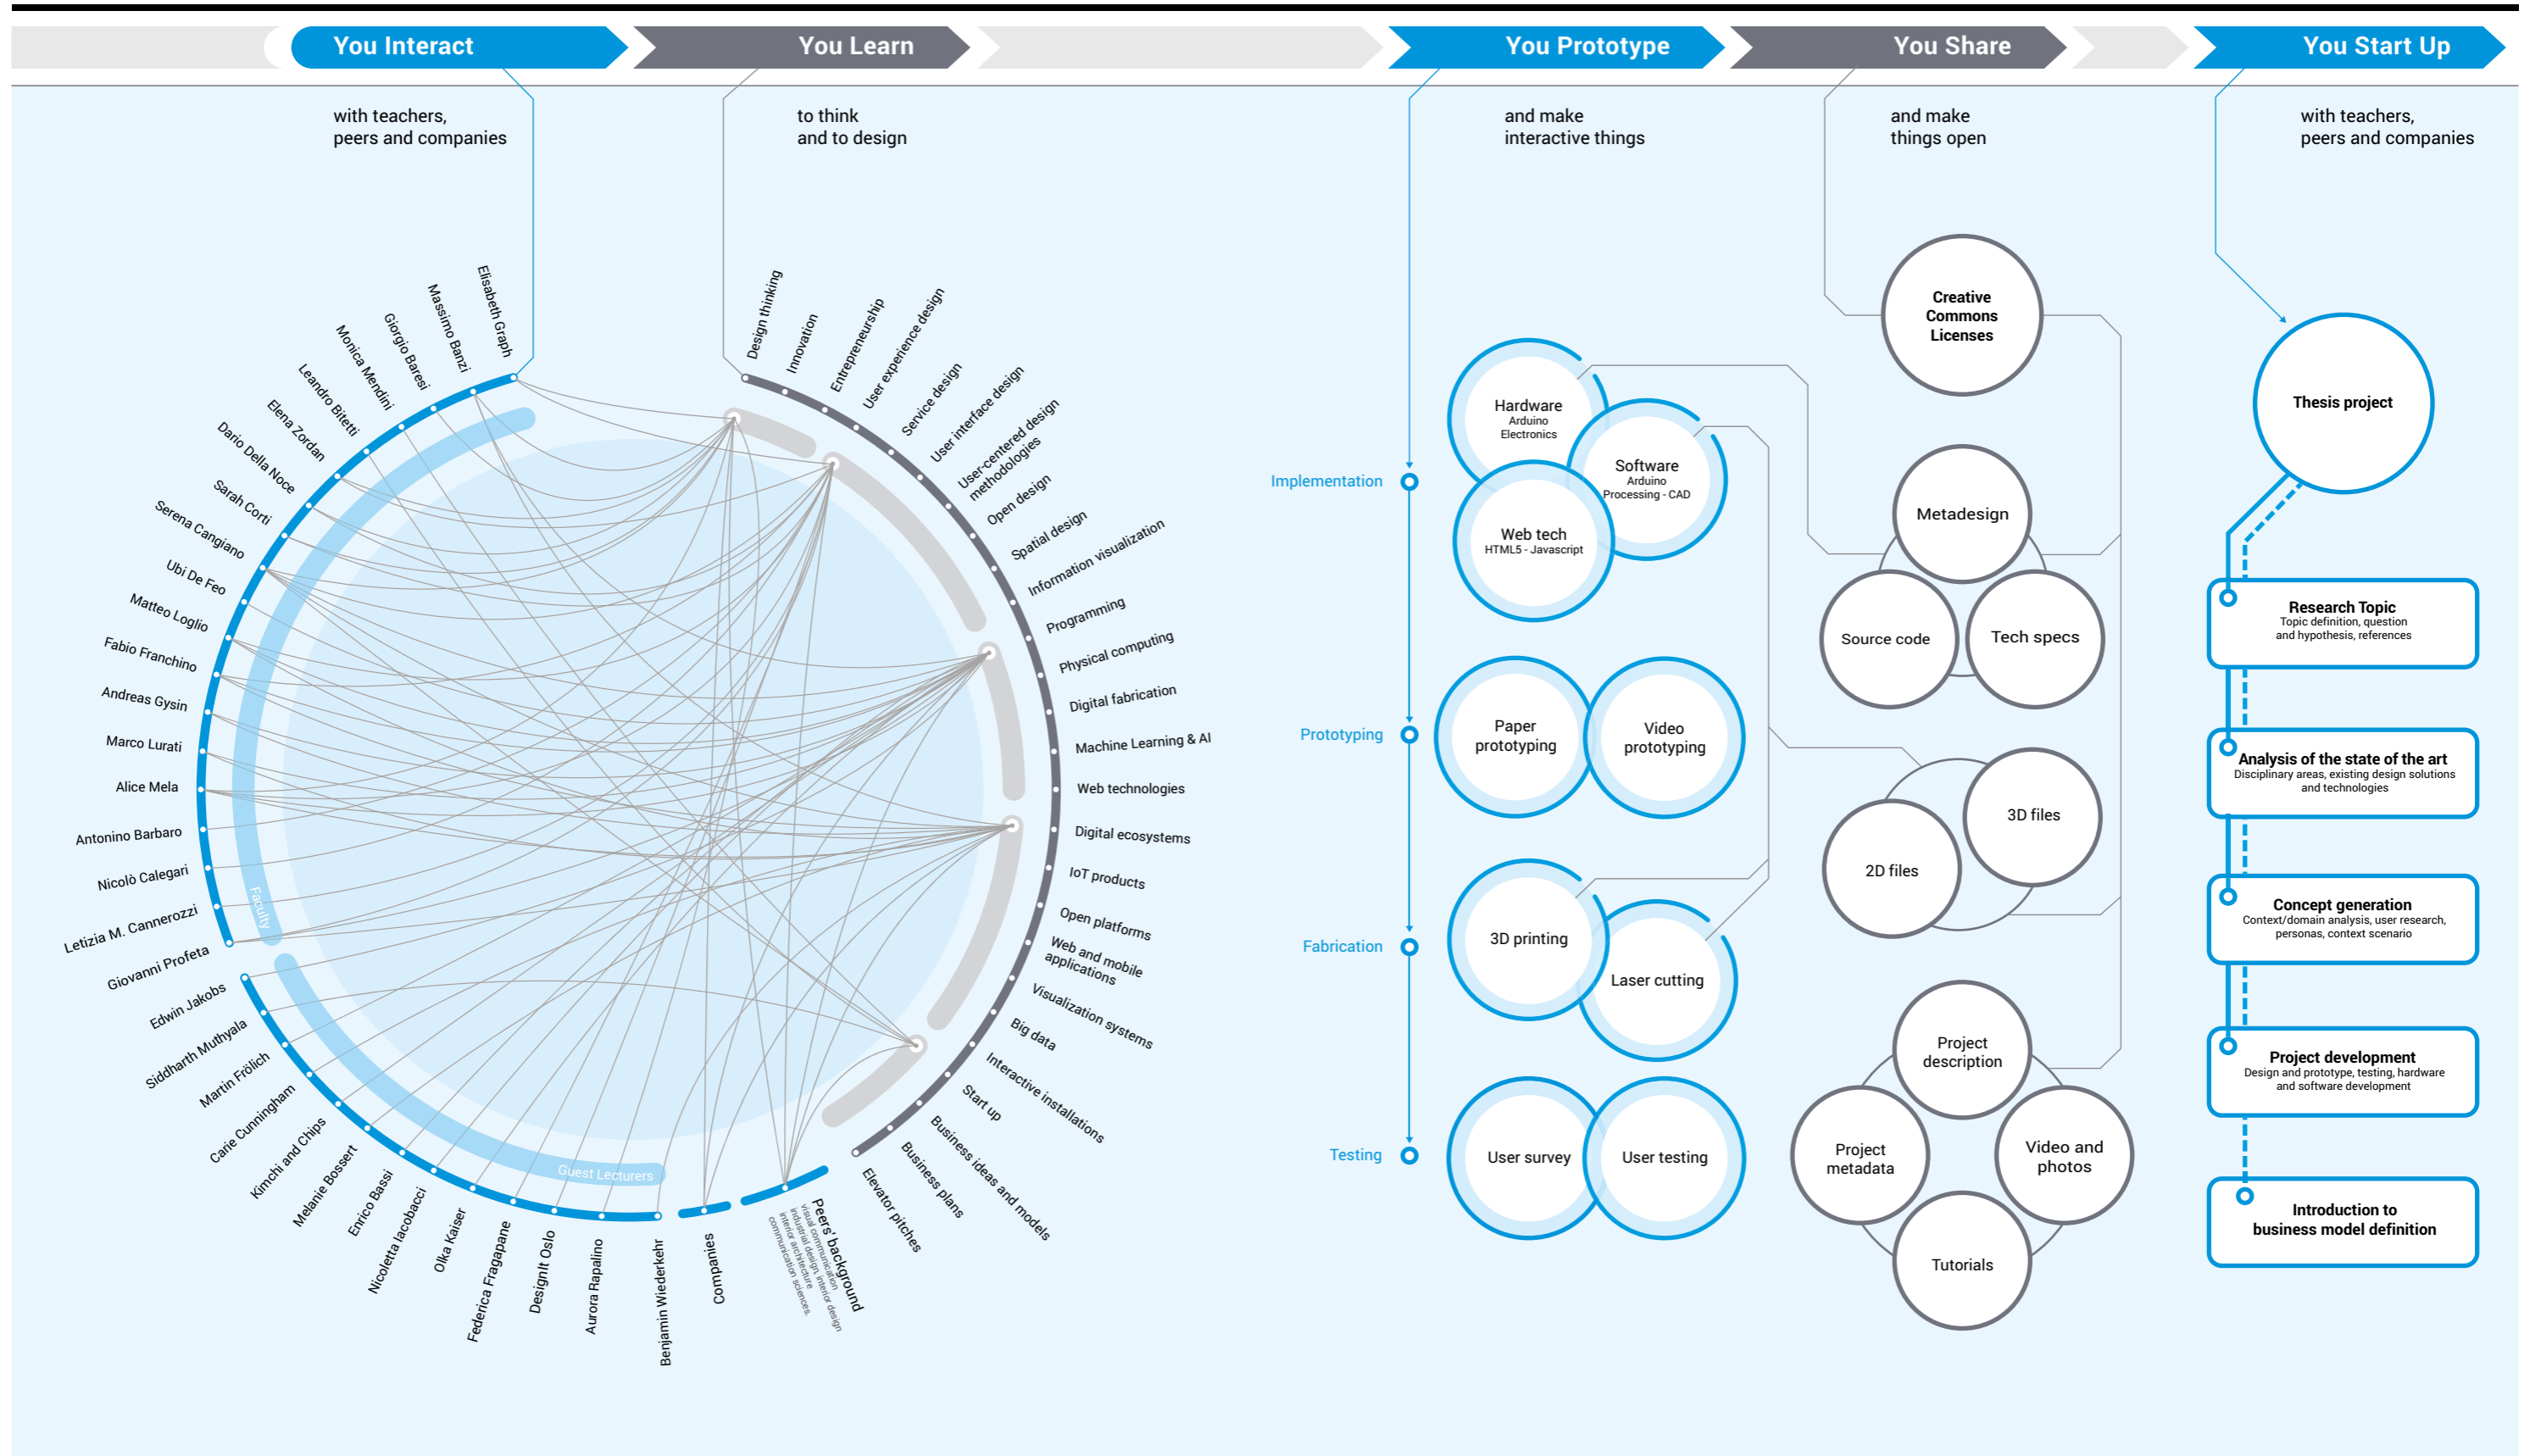 You Interact
You Learn
You Prototype
You Share
You Start Up
with teachers,
peers and companies
to think
and to design
and make
interactive things
and make
things open
with teachers,
peers and companies
Elisabeth Graph
Massimo Banzi
Giorgio Baresi
Monica Mendini
Leandro Bitetti
Elena Zordan
Dario Della Noce
Sarah Corti
Serena Cangiano
Ubi De Feo
Matteo Loglio
Fabio Franchino
Andreas Gysin
Marco Lurati
Alice Mela
Antonino Barbaro
Nicolò Calegari
Letizia M. Cannerozzi
Giovanni Profeta
Faculty
Edwin Jakobs
Siddharth Muthyala
Martin Frölich
Carie Cunningham
Kimchi and Chips
Melanie Bossert
Enrico Bassi
Nicoletta Iacobacci
Olka Kaiser
Federica Fragapane
DesignIt Oslo
Aurora Rapalino
Benjamin Wiederkehr
Guest Lecturers
Companies
Peers' background
visual communication
industrial design, interior design
interior architecture
communication sciences.
Design thinking
Innovation
Entrepreneurship
User experience design
Service design
User interface design
User-centered design
methodologies
Open design
Spatial design
Information visualization
Programming
Physical computing
Digital fabrication
Machine Learning & AI
Web technologies
Digital ecosystems
IoT products
Open platforms
Web and mobile
applications
Visualization systems
Big data
Interactive installations
Start up
Business ideas and models
Business plans
Elevator pitches
Implementation
Prototyping
Fabrication
Testing
Hardware
Arduino
Electronics
Software
Arduino
Processing - CAD
Web tech
HTML5 - Javascript
Paper
prototyping
Video
prototyping
3D printing
Laser cutting
User survey
User testing
Creative
Commons
Licenses
Metadesign
Source code
Tech specs
3D files
2D files
Project
description
Project
metadata
Video and
photos
Tutorials
Thesis project
Research Topic
Topic definition, question
and hypothesis, references
Analysis of the state of the art
Disciplinary areas, existing design solutions
and technologies
Concept generation
Context/domain analysis, user research,
personas, context scenario
Project development
Design and prototype, testing, hardware
and software development
Introduction to
business model definition